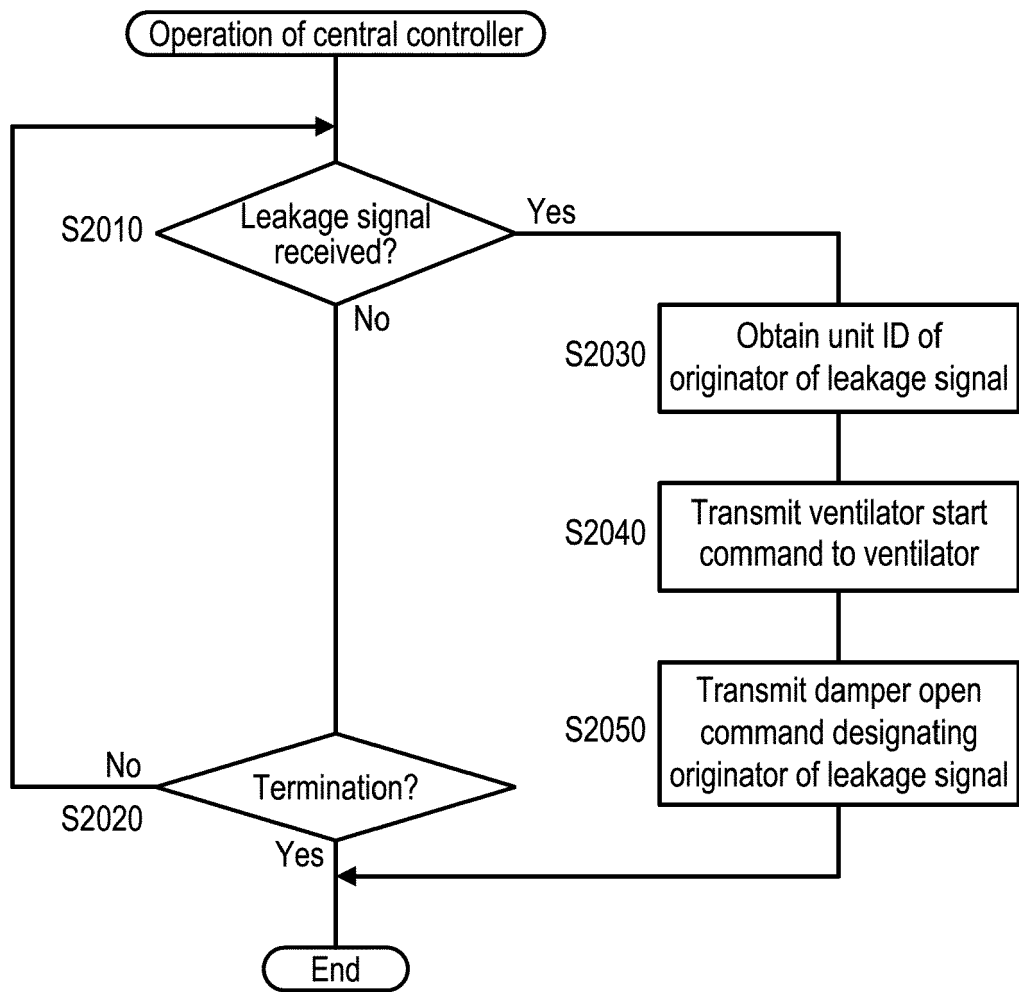 Operation of central controller
S2010
Leakage signal
received?
Yes
No
S2030
Obtain unit ID of
originator of leakage signal
S2040
Transmit ventilator start
command to ventilator
S2050
Transmit damper open
command designating
originator of leakage signal
No
S2020
Termination?
Yes
End